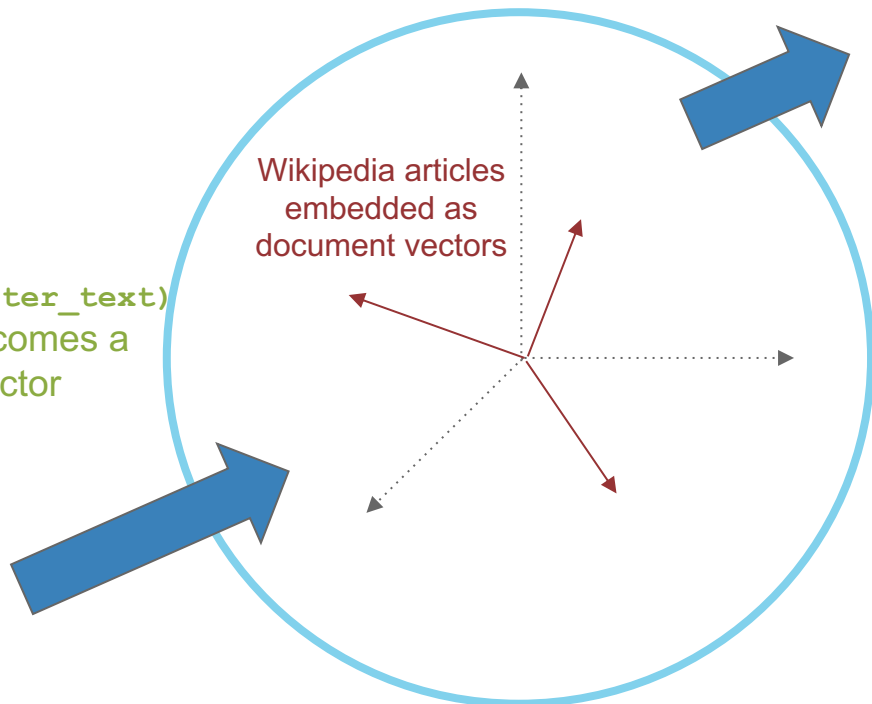 Wikipedia articles
embedded as
document vectors
ter_text)
comes a
ctor